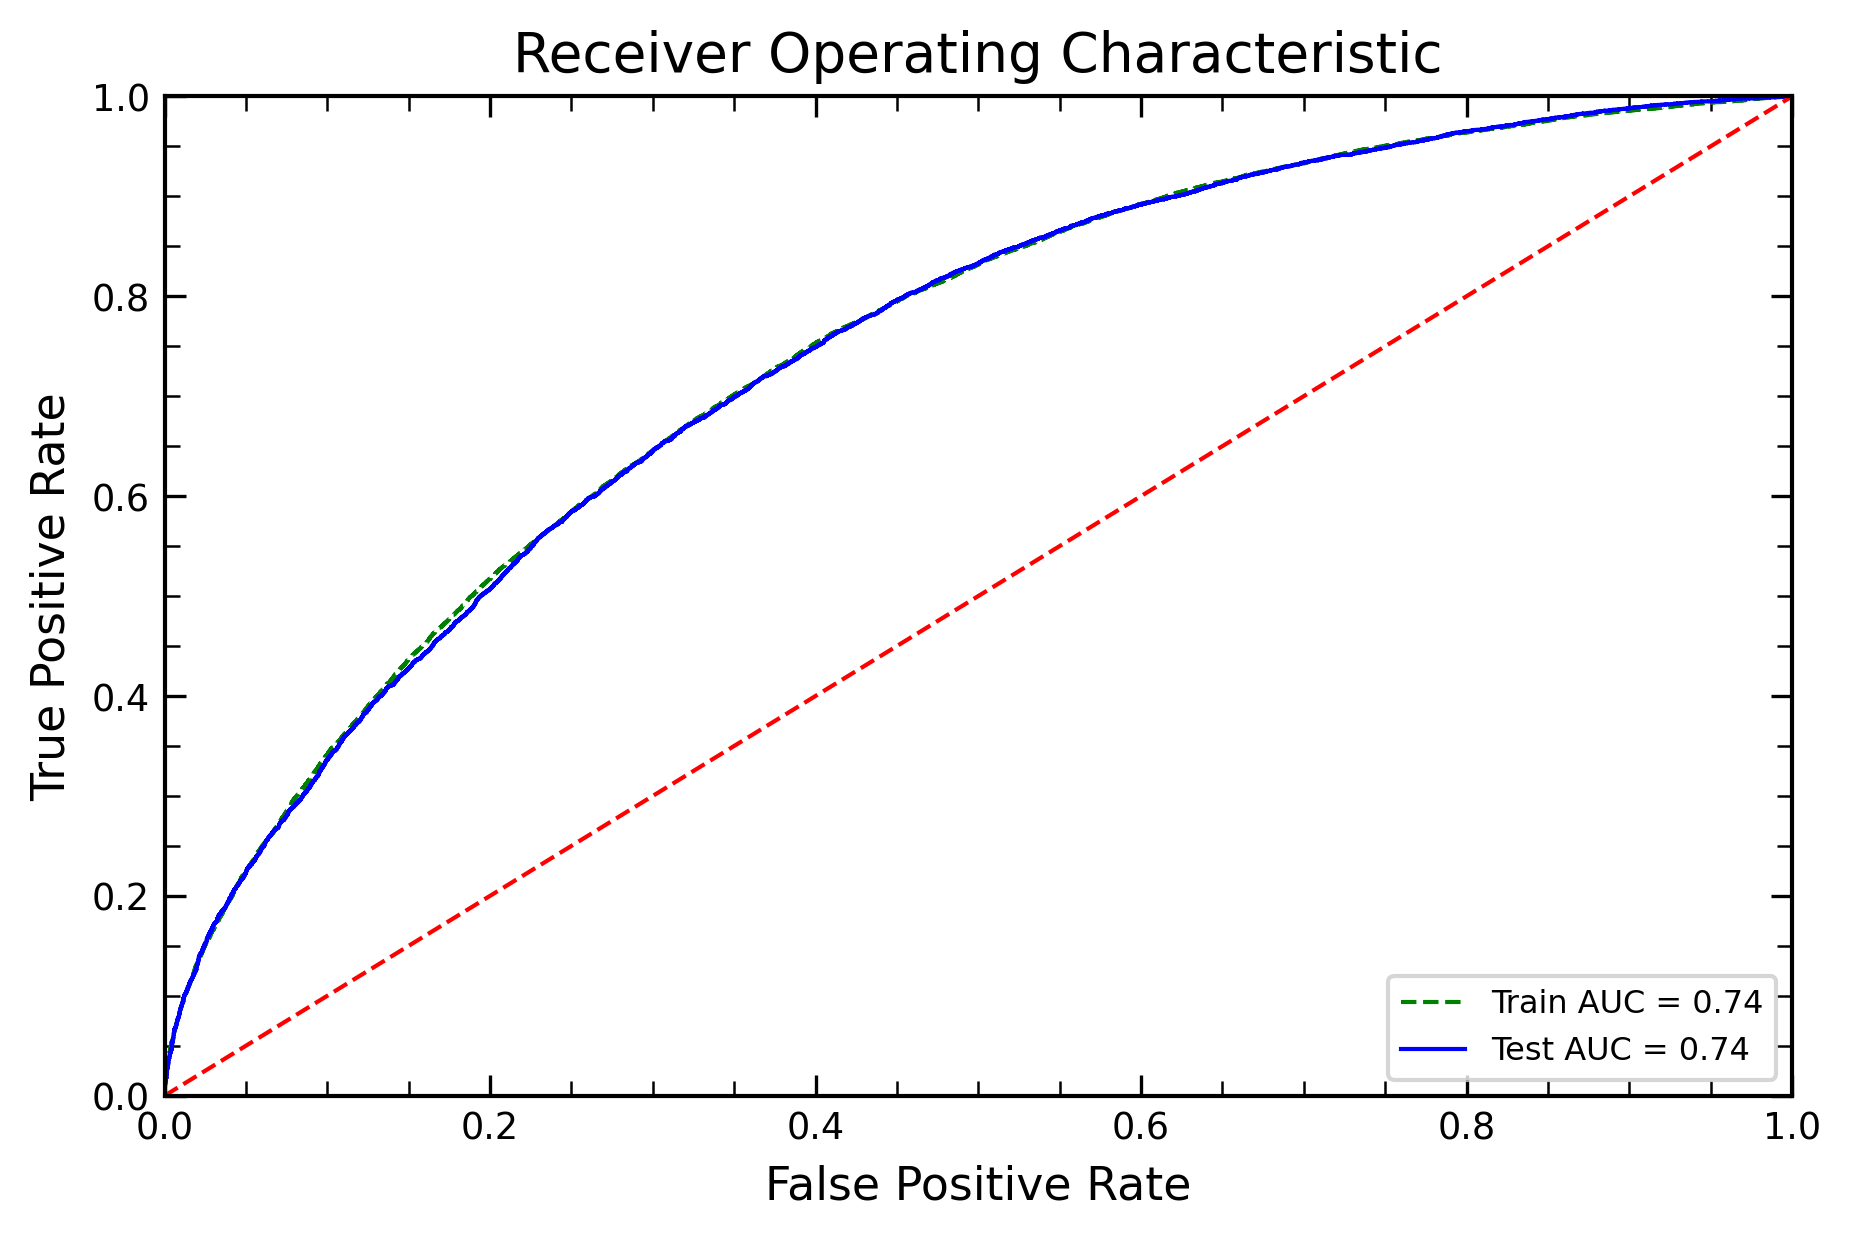 Receiver Operating Characteristic
1.0
0.8
0.6
0.4
0.2
0.0
True Positive Rate
Train AUC = 0.74
Test AUC = 0.74
0.0 0.2 0.4 0.6 0.8 1.0
False Positive Rate